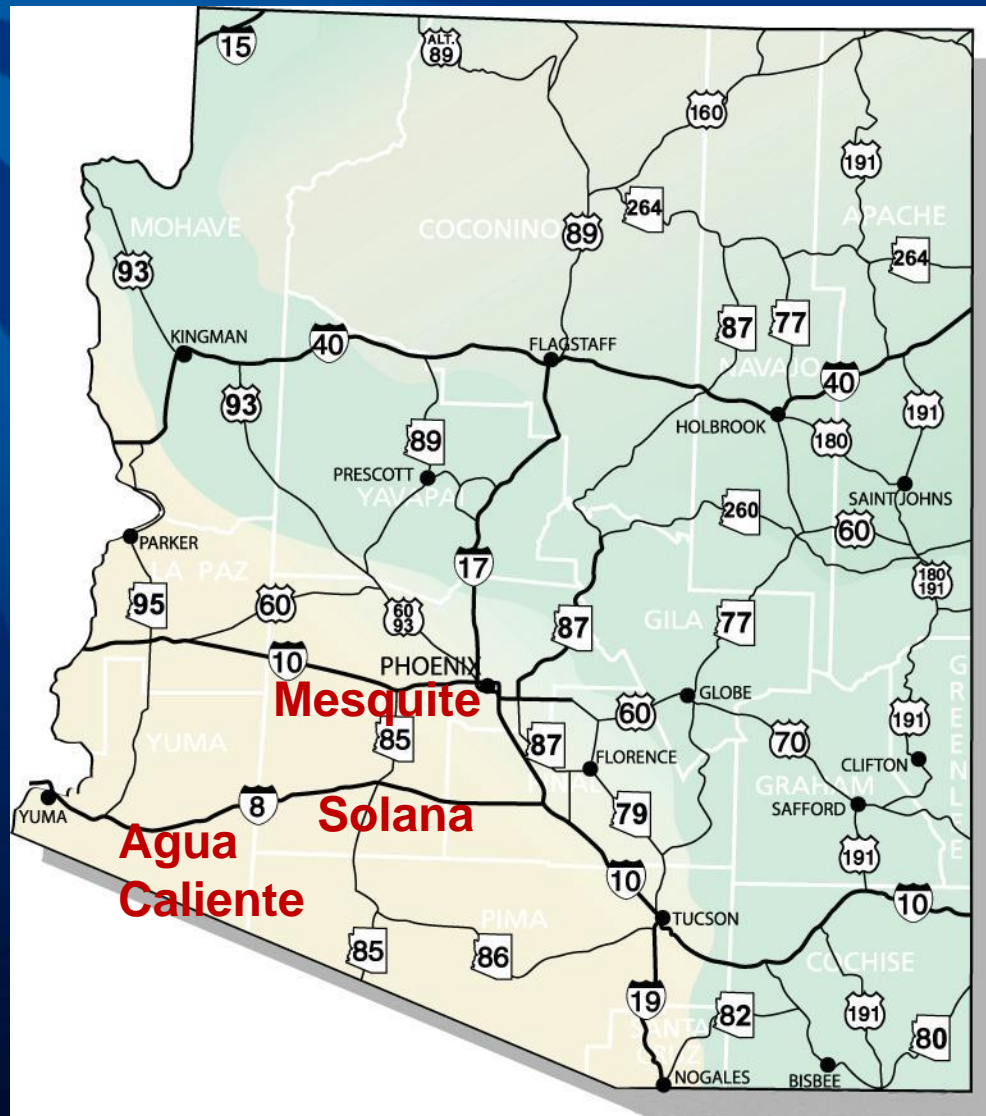 15
ALT.
89
160
191
MOHAVE
COCONINO
264
89
APACHE
264
93
KINGMAN
40
FLAGSTAFF
87
77
NAVAJO
40
93
191
HOLBROOK
180
89
PRESCOTT
YAVAPAI
SAINT JOHNS
260
60
PARKER
LA PAZ
17
180
191
95
60
60
93
87
GILA
77
10
PHOENIX
Mesquite
GLOBE
60
GREENLEE
191
YUMA
85
87
70
FLORENCE
CLIFTON
PINAL
GRAHAM
YUMA
8
Solana
79
SAFFORD
Agua
Caliente
191
10
10
PIMA
TUCSON
85
86
COCHISE
19
82
191
80
SANTA
CRUZ
NOGALES
BISBEE